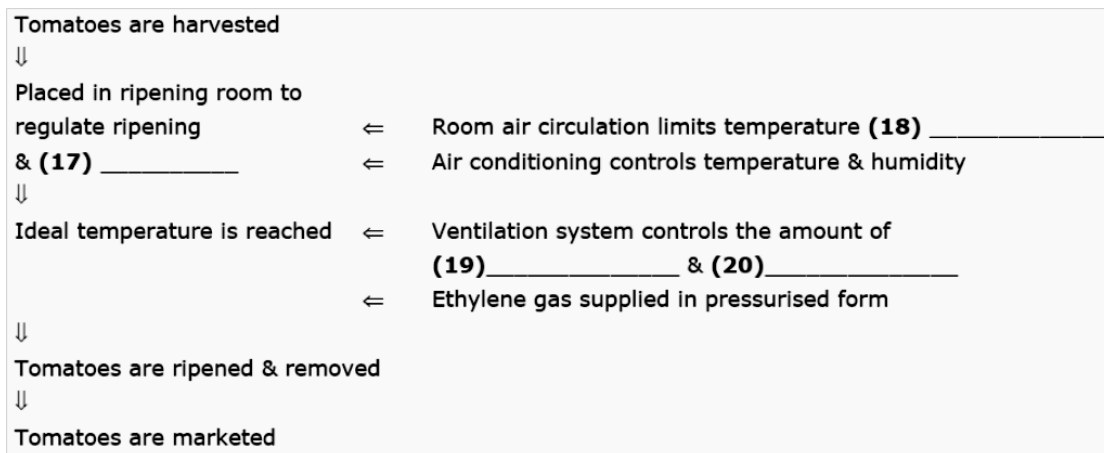 Tomatoes are harvested
⇓
Placed in ripening room to
regulate ripening ⇐ Room air circulation limits temperature (18) _____________
& (17) __________ ⇐ Air conditioning controls temperature & humidity
⇓
Ideal temperature is reached ⇐ Ventilation system controls the amount of
(19)______________ & (20)______________
⇐ Ethylene gas supplied in pressurised form
⇓
Tomatoes are ripened & removed
⇓
Tomatoes are marketed